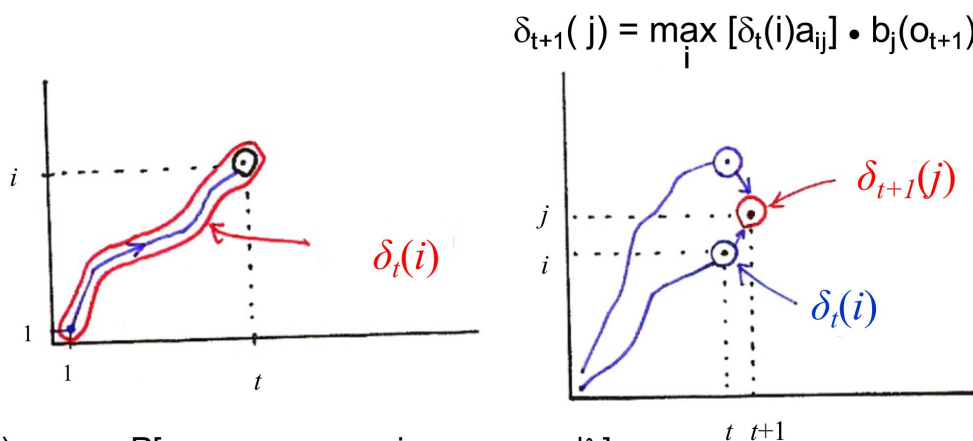 δt+1( j) = max [δt(i)aij] • bj(ot+1)
i
i
δt(i)
1
1
t
δt+1(j)
j
i
δt(i)
t t+1